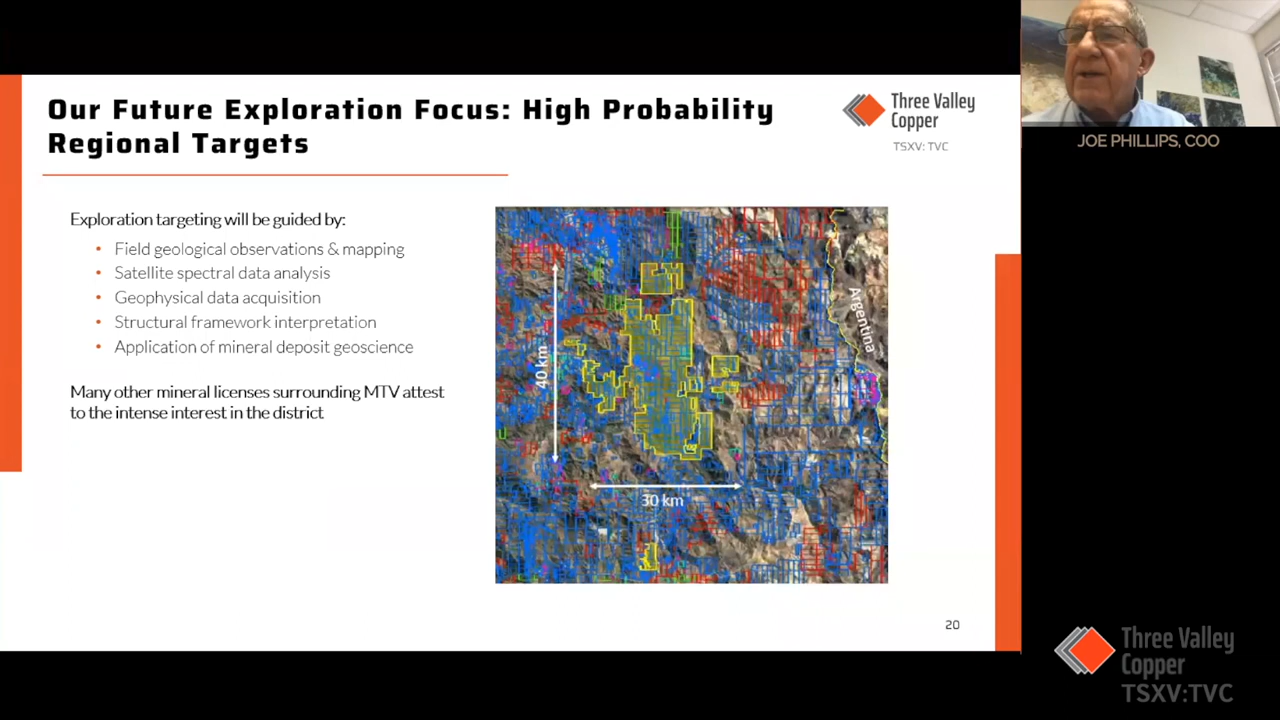 Our Future Exploration Focus: High Probability
Regional Targets
Three Valley
Copper
TSXV: TVC
JOE PHILLIPS, COO
Exploration targeting will be guided by:
• Field geological observations & mapping
• Satellite spectral data analysis
• Geophysical data acquisition
• Structural framework interpretation
• Application of mineral deposit geoscience
Many other mineral licenses surrounding MTV attest
to the intense interest in the district
40 km
30 km
Argentina
20
Three Valley
Copper
TSXV:TVC